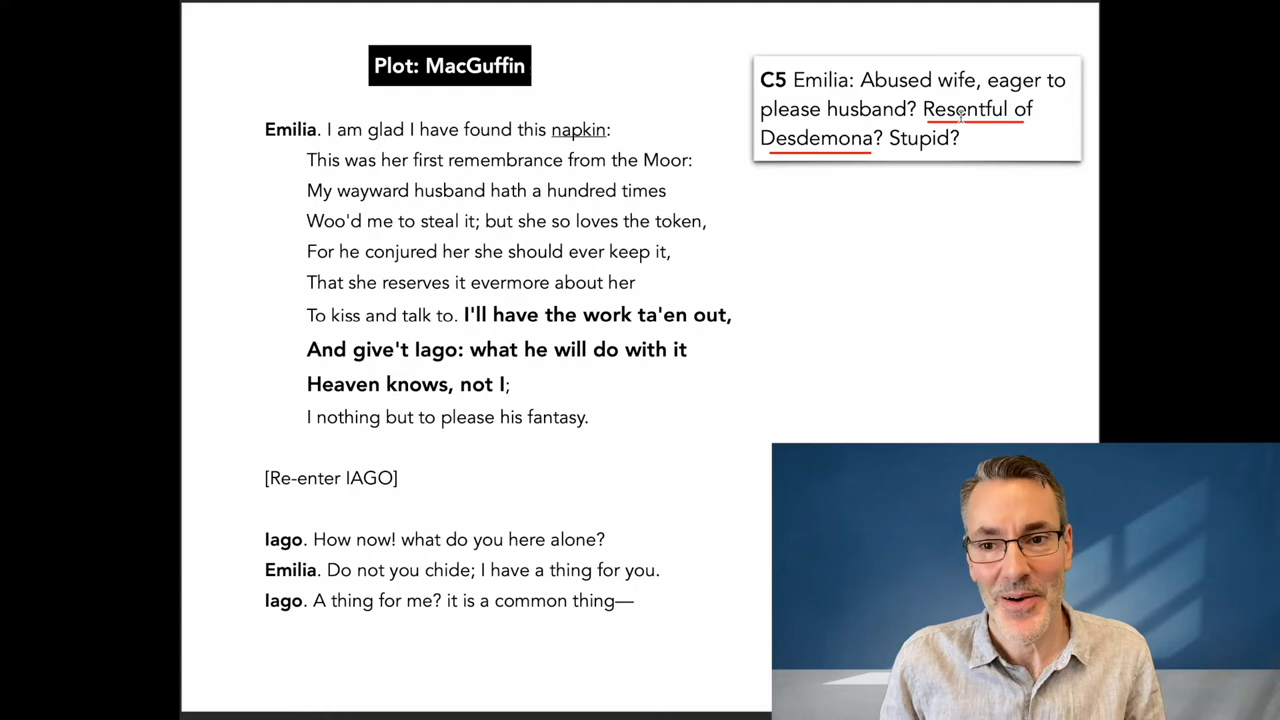 Plot: MacGuffin
C5 Emilia: Abused wife, eager to
please husband? Resentful of
Desdemona? Stupid?
Emilia. I am glad I have found this napkin:
This was her first remembrance from the Moor:
My wayward husband hath a hundred times
Woo'd me to steal it; but she so loves the token,
For he conjured her she should ever keep it,
That she reserves it evermore about her
To kiss and talk to. I'll have the work ta'en out,
And give't Iago: what he will do with it
Heaven knows, not I;
I nothing but to please his fantasy.
[Re-enter IAGO]
Iago. How now! what do you here alone?
Emilia. Do not you chide; I have a thing for you.
Iago. A thing for me? it is a common thing—